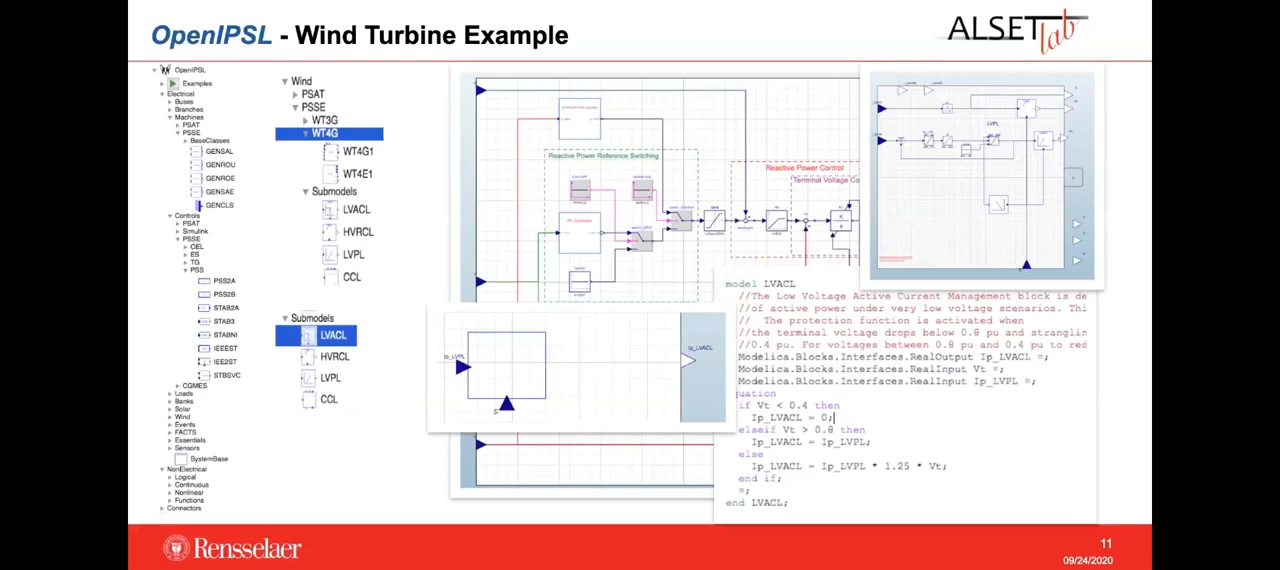 OpenIPSL - Wind Turbine Example
ALSETlab
OpenIPSL
Examples
Electrical
Buses
Branches
Machines
PSAT
PSSE
BaseClasses
GENSAL
GENROU
GENROE
GENSAE
GENCLS
Controls
PSAT
Simulink
PSSE
OEL
ES
TG
PSS
PSS2A
PSS2B
STAB2A
STAB3
STABNI
IEEEST
IEE2ST
STBSVC
CGMES
Loads
Banks
Solar
Wind
Events
FACTS
Essentials
Sensors
SystemBase
NonElectrical
Logical
Continuous
Nonlinear
Functions
Connectors
Wind
PSAT
PSSE
WT3G
WT4G
WT4G1
WT4E1
Submodels
LVACL
HVRCL
LVPL
CCL
Submodels
LVACL
HVRCL
LVPL
CCL
Reactive Power Reference Switching
Reactive Power Control
Terminal Voltage Co
LVPL
Ip_LVPL
Ip_LVACL
Vt
model LVACL
//The Low Voltage Active Current Management block is de
//of active power under very low voltage scenarios. Thi
// The protection function is activated when
//the terminal voltage drops below 0.8 pu and stranglin
//0.4 pu. For voltages between 0.8 pu and 0.4 pu to red
Modelica.Blocks.Interfaces.RealOutput Ip_LVACL =;
Modelica.Blocks.Interfaces.RealInput Vt =;
Modelica.Blocks.Interfaces.RealInput Ip_LVPL =;
quation
if Vt < 0.4 then
Ip_LVACL = 0;
elseif Vt > 0.8 then
Ip_LVACL = Ip_LVPL;
else
Ip_LVACL = Ip_LVPL * 1.25 * Vt;
end if;
=;
end LVACL;
Rensselaer
11
09/24/2020